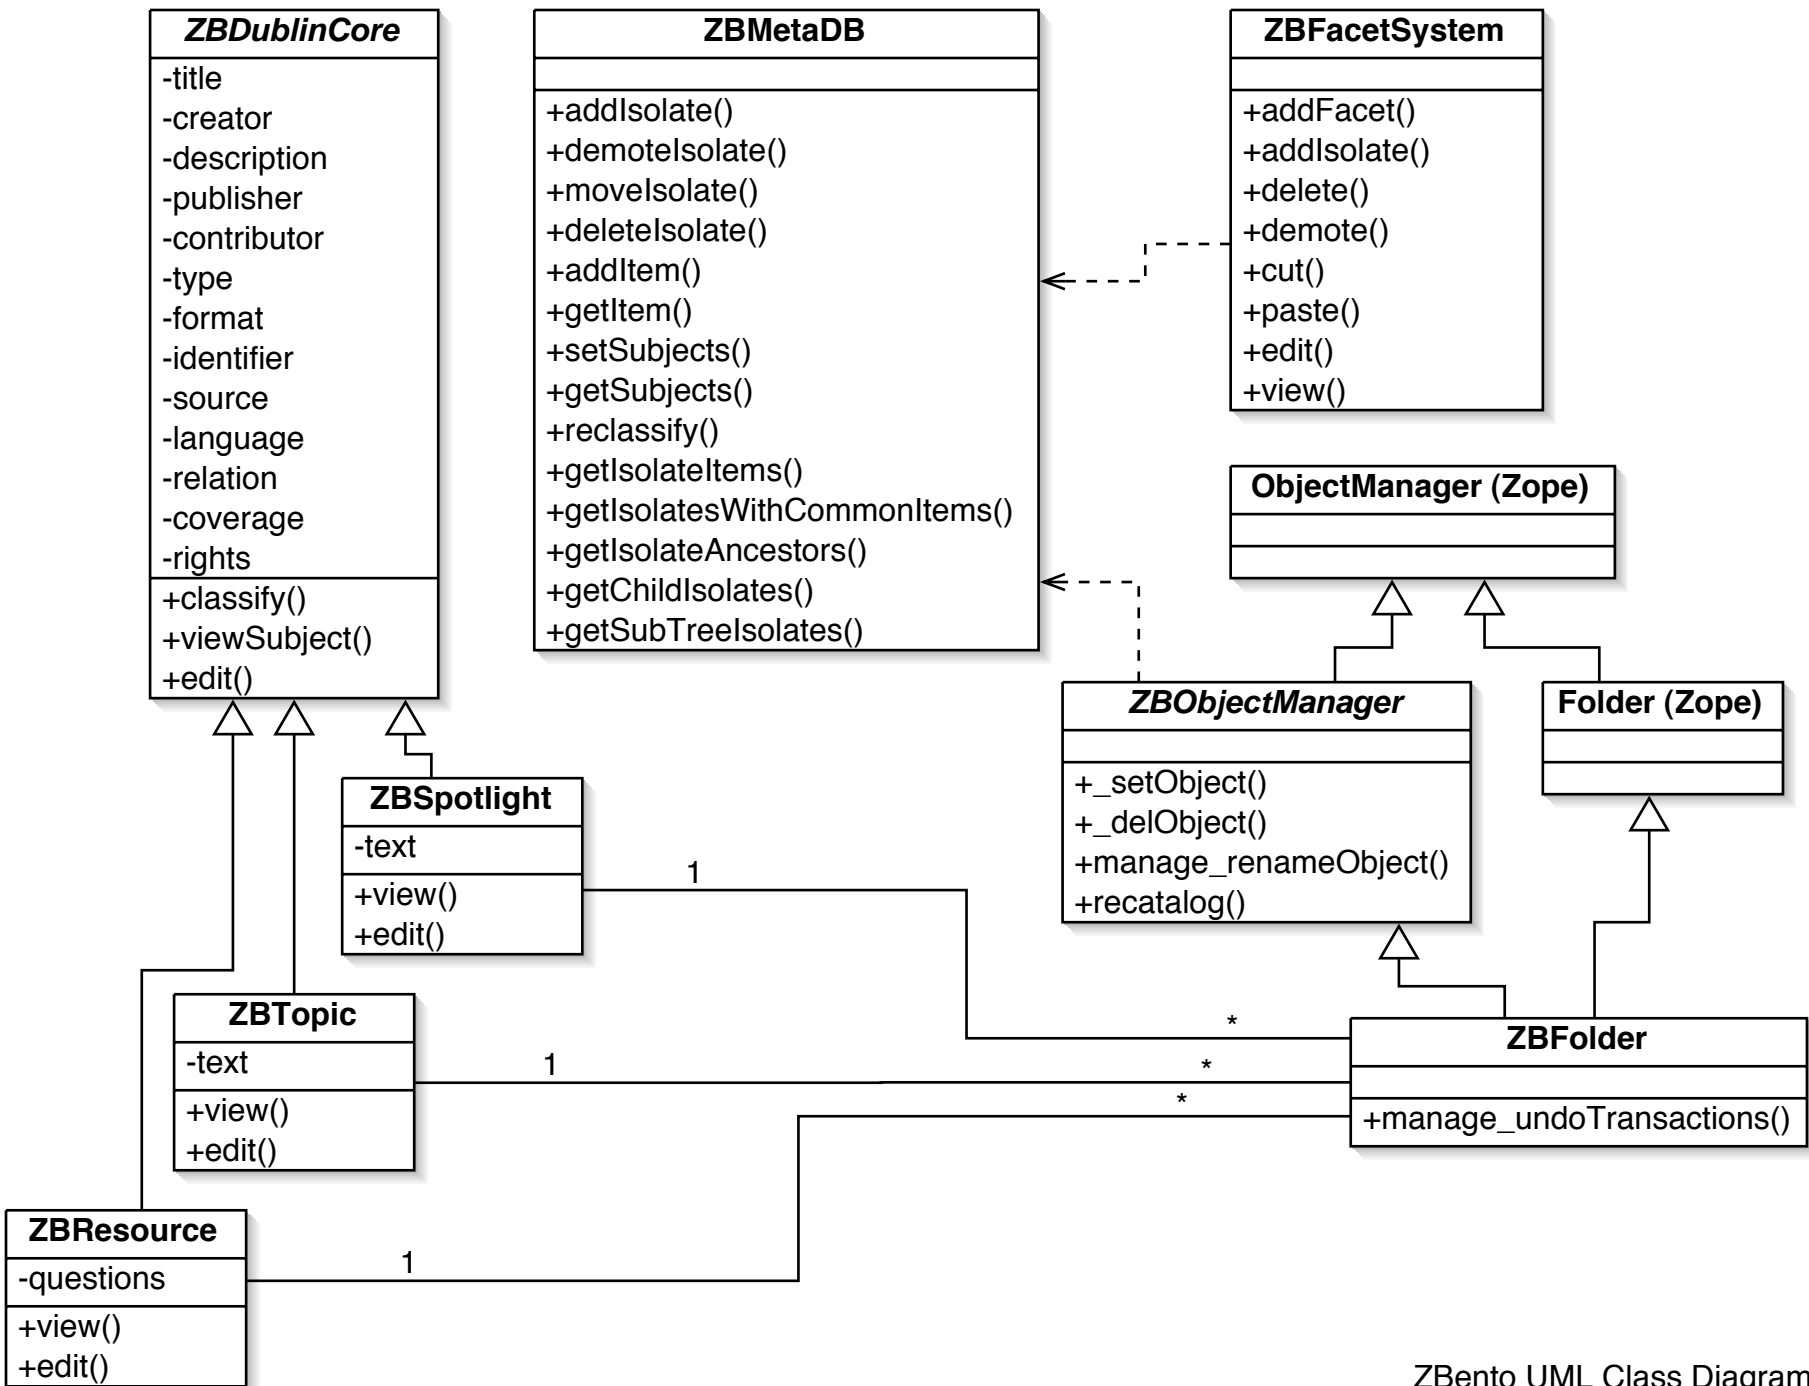 ZBDublinCore
-title
-creator
-description
-publisher
-contributor
-type
-format
-identifier
-source
-language
-relation
-coverage
-rights
+classify()
+viewSubject()
+edit()
ZBMetaDB
+addIsolate()
+demoteIsolate()
+moveIsolate()
+deleteIsolate()
+addItem()
+getItem()
+setSubjects()
+getSubjects()
+reclassify()
+getIsolateItems()
+getIsolatesWithCommonItems()
+getIsolateAncestors()
+getChildIsolates()
+getSubTreeIsolates()
ZBFacetSystem
+addFacet()
+addIsolate()
+delete()
+demote()
+cut()
+paste()
+edit()
+view()
ObjectManager (Zope)
ZBObjectManager
+_setObject()
+_delObject()
+manage_renameObject()
+recatalog()
Folder (Zope)
ZBSpotlight
-text
+view()
+edit()
1
*
ZBTopic
-text
+view()
+edit()
1
*
ZBFolder
+manage_undoTransactions()
*
ZBResource
-questions
+view()
+edit()
1
ZBento UML Class Diagram